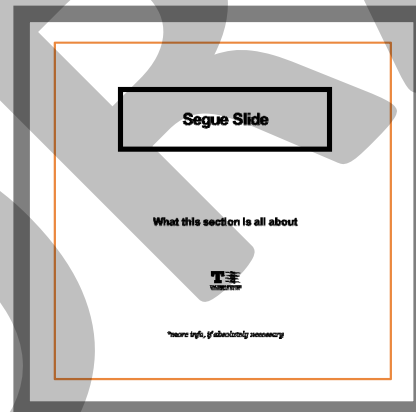 Segue Slide
What this section is all about
T
*more info, if absolutely necessary